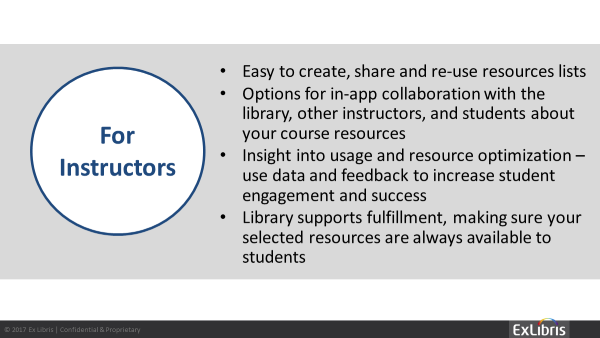 For
Instructors
• Easy to create, share and re-use resources lists
• Options for in-app collaboration with the
library, other instructors, and students about
your course resources
• Insight into usage and resource optimization –
use data and feedback to increase student
engagement and success
• Library supports fulfillment, making sure your
selected resources are always available to
students
© 2017 Ex Libris | Confidential & Proprietary
ExLibris